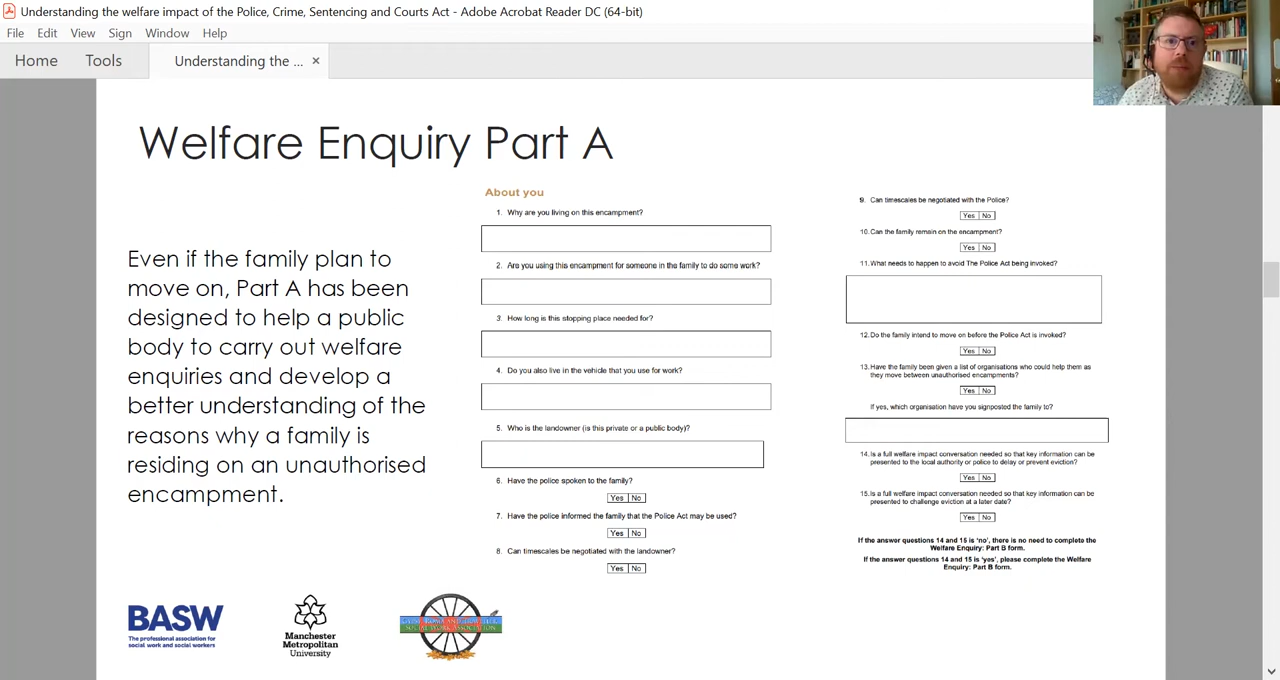 Understanding the welfare impact of the Police, Crime, Sentencing and Courts Act - Adobe Acrobat Reader DC (64-bit)
File Edit View Sign Window Help
Home Tools Understanding the ... ×
Welfare Enquiry Part A
Even if the family plan to
move on, Part A has been
designed to help a public
body to carry out welfare
enquiries and develop a
better understanding of the
reasons why a family is
residing on an unauthorised
encampment.
About you
1. Why are you living on this encampment?
2. Are you using this encampment for someone in the family to do some work?
3. How long is this stopping place needed for?
4. Do you also live in the vehicle that you use for work?
5. Who is the landowner (is this private or a public body)?
6. Have the police spoken to the family?
Yes No
7. Have the police informed the family that the Police Act may be used?
Yes No
8. Can timescales be negotiated with the landowner?
Yes No
9. Can timescales be negotiated with the Police?
Yes No
10. Can the family remain on the encampment?
Yes No
11. What needs to happen to avoid The Police Act being invoked?
12. Do the family intend to move on before the Police Act is invoked?
Yes No
13. Have the family been given a list of organisations who could help them as
they move between unauthorised encampments?
Yes No
If yes, which organisation have you signposted the family to?
14. Is a full welfare impact conversation needed so that key information can be
presented to the local authority or police to delay or prevent eviction?
Yes No
15. Is a full welfare impact conversation needed so that key information can be
presented to challenge eviction at a later date?
Yes No
If the answer questions 14 and 15 is 'no', there is no need to complete the
Welfare Enquiry: Part B form.
If the answer questions 14 and 15 is 'yes', please complete the Welfare
Enquiry: Part B form.
BASW
The professional association for
social work and social workers
Manchester
Metropolitan
University
GYPSY, ROMA AND TRAVELLER
SOCIAL WORK ASSOCIATION